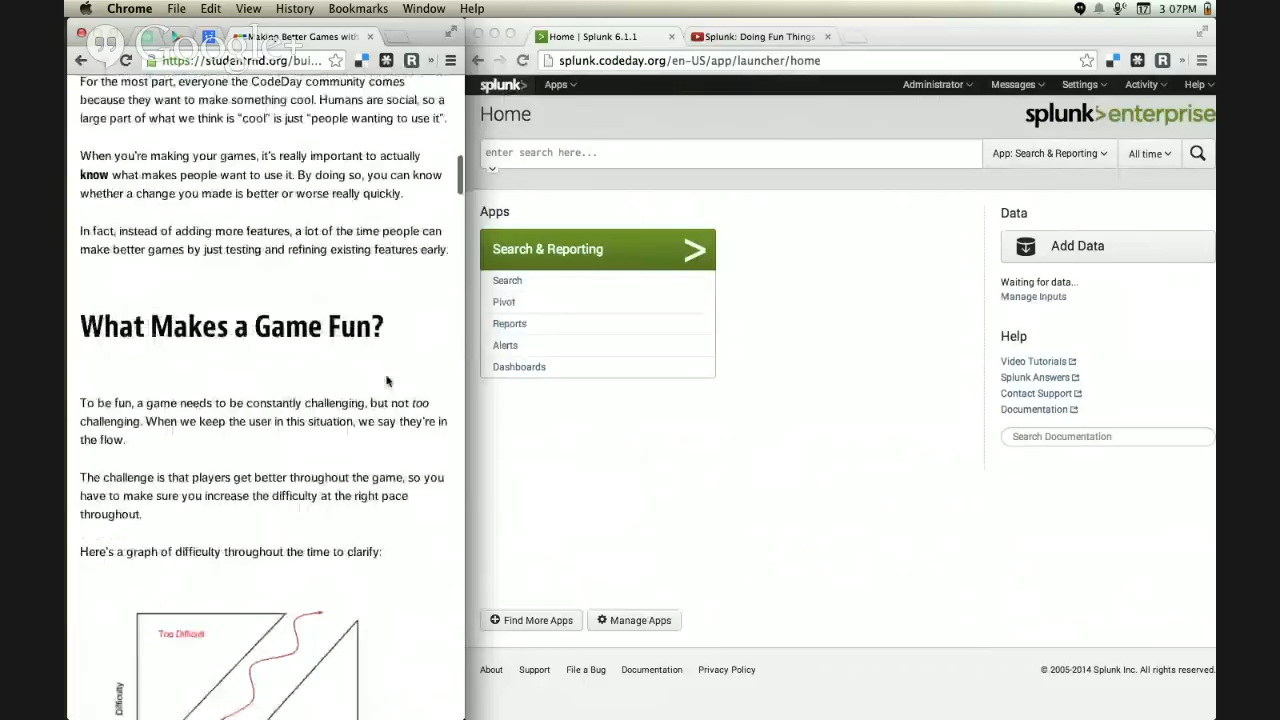 Chrome File Edit View History Bookmarks Window Help
17 3:07PM
Google+
Making Better Games with
https://studentrnd.org/bui...
For the most part, everyone the CodeDay community comes
because they want to make something cool. Humans are social, so a
large part of what we think is “cool” is just “people wanting to use it”.
When you're making your games, it's really important to actually
know what makes people want to use it. By doing so, you can know
whether a change you made is better or worse really quickly.
In fact, instead of adding more features, a lot of the time people can
make better games by just testing and refining existing features early.
What Makes a Game Fun?
To be fun, a game needs to be constantly challenging, but not too
challenging. When we keep the user in this situation, we say they're in
the flow.
The challenge is that players get better throughout the game, so you
have to make sure you increase the difficulty at the right pace
throughout.
Here's a graph of difficulty throughout the time to clarify:
Too Difficult
Difficulty
Home | Splunk 6.1.1
Splunk: Doing Fun Things
splunk.codeday.org/en-US/app/launcher/home
splunk> Apps Administrator Messages Settings Activity Help
Home
splunk>enterprise
enter search here... App: Search & Reporting All time
Apps
Search & Reporting
Search
Pivot
Reports
Alerts
Dashboards
Find More Apps Manage Apps
Data
Add Data
Waiting for data...
Manage Inputs
Help
Video Tutorials
Splunk Answers
Contact Support
Documentation
Search Documentation
About Support File a Bug Documentation Privacy Policy
© 2005-2014 Splunk Inc. All rights reserved.